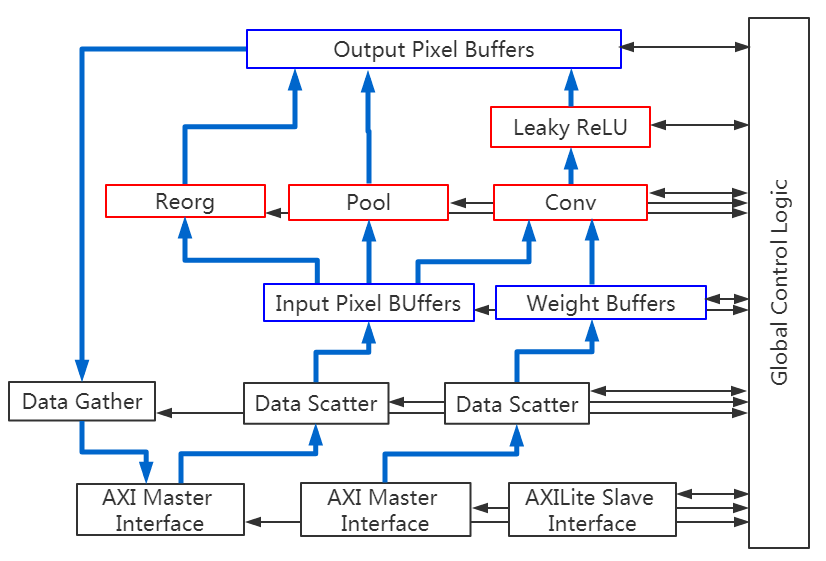 Output Pixel Buffers
Leaky ReLU
Reorg
Pool
Conv
Input Pixel BUffers
Weight Buffers
Data Gather
Data Scatter
Data Scatter
AXI Master
Interface
AXI Master
Interface
AXILite Slave
Interface
Global Control Logic